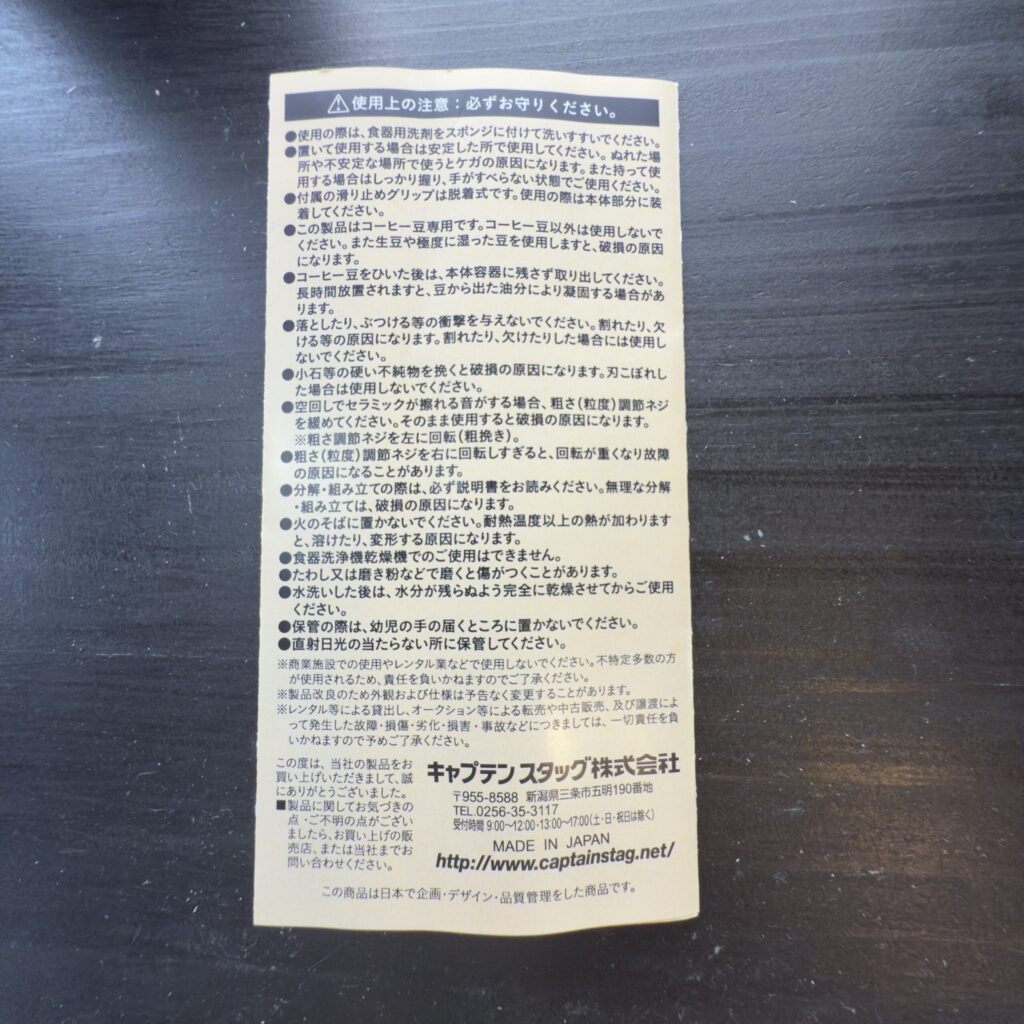 ⚠使用上の注意：必ずお守りください。
●使用の際は、食器用洗剤をスポンジに付けて洗いすすいでください。
●置いて使用する場合は安定した所で使用してください。ぬれた場
所や不安定な場所で使うとケガの原因になります。また持って使
用する場合はしっかり握り、手がすべらない状態でご使用ください。
●付属の滑り止めグリップは脱着式です。使用の際は本体部分に装
着してください。
●この製品はコーヒー豆専用です。コーヒー豆以外は使用しないで
ください。また生豆や極度に湿った豆を使用しますと、破損の原因
になります。
●コーヒー豆をひいた後は、本体容器に残さず取り出してください。
長時間放置されますと、豆から出た油分により凝固する場合があ
ります。
●落としたり、ぶつける等の衝撃を与えないでください。割れたり、欠
ける等の原因になります。割れたり、欠けたりした場合には使用し
ないでください。
●小石等の硬い不純物を挽くと破損の原因になります。刃こぼれし
た場合は使用しないでください。
●空回しでセラミックが擦れる音がする場合、粗さ(粒度)調節ネジ
を緩めてください。そのまま使用すると破損の原因になります。
※粗さ調節ネジを左に回転(粗挽き)。
●粗さ(粒度)調節ネジを右に回転しすぎると、回転が重くなり故障
の原因になることがあります。
●分解・組み立ての際は、必ず説明書をお読みください。無理な分解
・組み立ては、破損の原因になります。
●火のそばに置かないでください。耐熱温度以上の熱が加わります
と、溶けたり、変形する原因になります。
●食器洗浄機乾燥機でのご使用はできません。
●たわし又は磨き粉などで磨くと傷がつくことがあります。
●水洗いした後は、水分が残らぬよう完全に乾燥させてからご使用
ください。
●保管の際は、幼児の手の届くところに置かないでください。
●直射日光の当たらない所に保管してください。
※商業施設での使用やレンタル業などで使用しないでください。不特定多数の方
が使用されるため、責任を負いかねますのでご了承ください。
※製品改良のため外観および仕様は予告なく変更することがあります。
※レンタル等による貸出し、オークション等による転売や中古販売、及び譲渡によ
って発生した故障・損傷・劣化・損害・事故などにつきましては、一切責任を負
いかねますので予めご了承ください。
この度は、当社の製品をお
買い上げいただきまして、誠
にありがとうございました。
■製品に関してお気づきの
点・ご不明の点がござい
ましたら、お買い上げの販
売店、または当社までお
問い合わせください。
キャプテン スタッグ株式会社
〒955-8588 新潟県三条市五明190番地
TEL.0256-35-3117
受付時間 9:00～12:00・13:00～17:00(土・日・祝日は除く)
MADE IN JAPAN
http://www.captainstag.net/
この商品は日本で企画・デザイン・品質管理をした商品です。